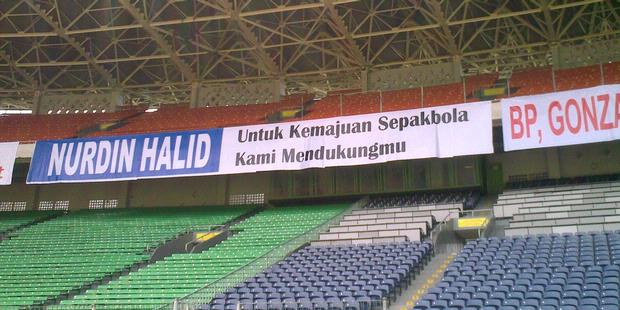 NURDIN HALID
Untuk Kemajuan Sepakbola
Kami Mendukungmu
BP, GONZA